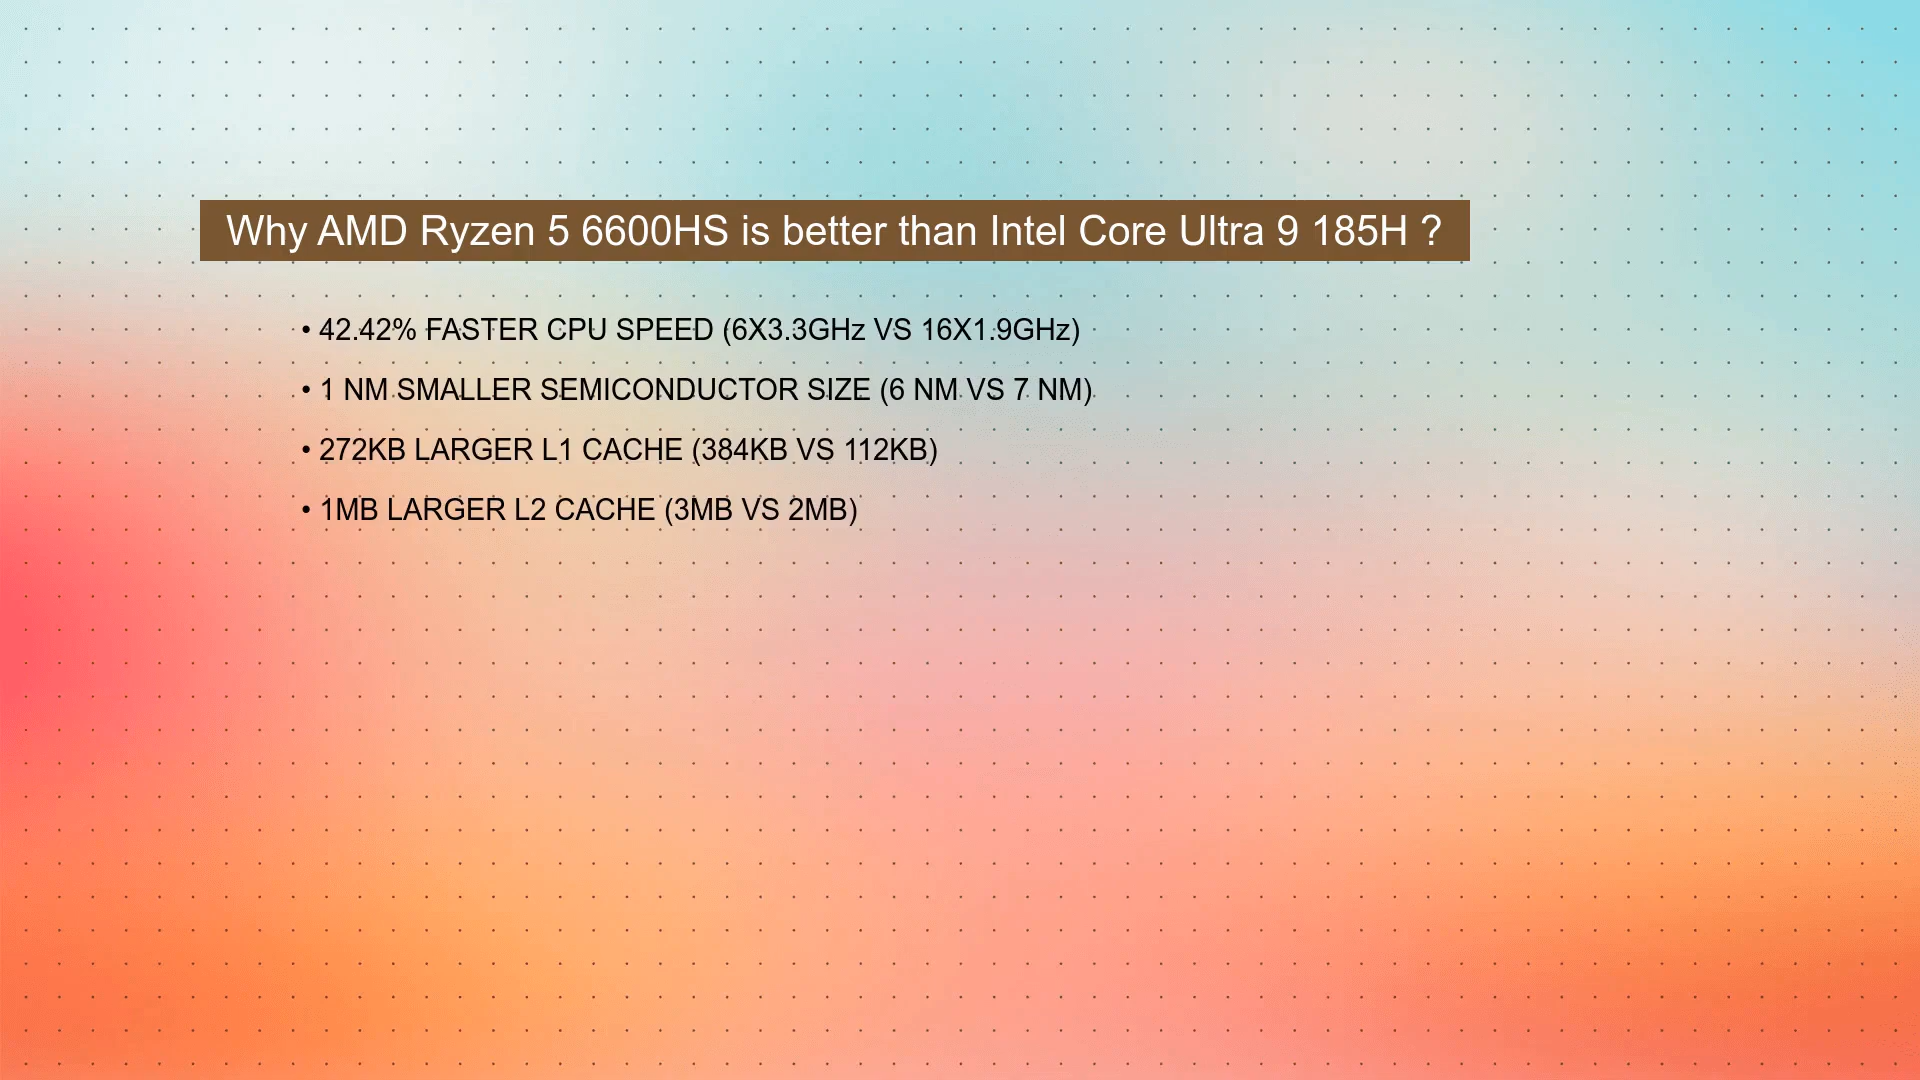 Why AMD Ryzen 5 6600HS is better than Intel Core Ultra 9 185H ?
• 42.42% FASTER CPU SPEED (6X3.3GHz VS 16X1.9GHz)
• 1 NM SMALLER SEMICONDUCTOR SIZE (6 NM VS 7 NM)
• 272KB LARGER L1 CACHE (384KB VS 112KB)
• 1MB LARGER L2 CACHE (3MB VS 2MB)